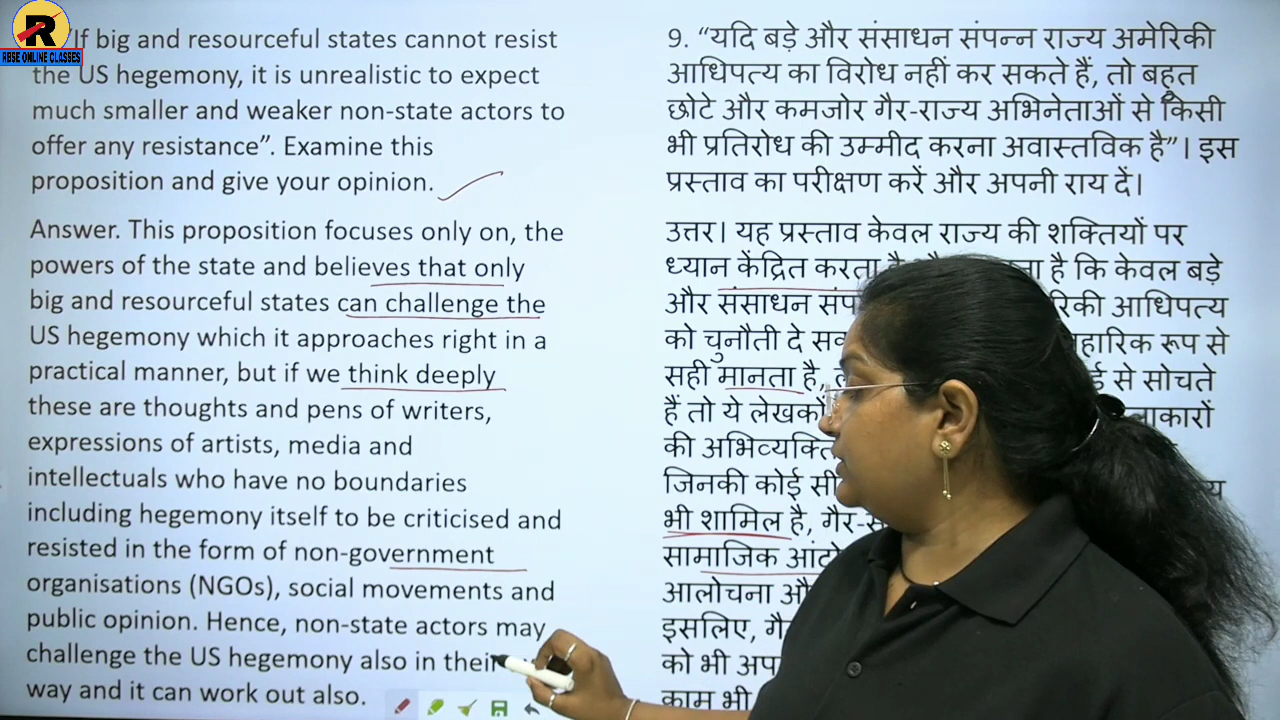 R
RBSE ONLINE CLASSES
"If big and resourceful states cannot resist
the US hegemony, it is unrealistic to expect
much smaller and weaker non-state actors to
offer any resistance”. Examine this
proposition and give your opinion.
Answer. This proposition focuses only on, the
powers of the state and believes that only
big and resourceful states can challenge the
US hegemony which it approaches right in a
practical manner, but if we think deeply
these are thoughts and pens of writers,
expressions of artists, media and
intellectuals who have no boundaries
including hegemony itself to be criticised and
resisted in the form of non-government
organisations (NGOs), social movements and
public opinion. Hence, non-state actors may
challenge the US hegemony also in their
way and it can work out also.
9. “यदि बड़े और संसाधन संपन्न राज्य अमेरिकी
आधिपत्य का विरोध नहीं कर सकते हैं, तो बहुत
छोटे और कमजोर गैर-राज्य अभिनेताओं से किसी
भी प्रतिरोध की उम्मीद करना अवास्तविक है”। इस
प्रस्ताव का परीक्षण करें और अपनी राय दें।
उत्तर। यह प्रस्ताव केवल राज्य की शक्तियों पर
ध्यान केंद्रित करता है कि केवल बड़े
और संसाधन आधिपत्य
को चुनौती दे रूप से
सही मानता है, से सोचते
हैं तो ये लेखकों
की अभिव्यक्ति
जिनकी कोई
भी शामिल है,
सामाजिक
आलोचना
इसलिए,
को भी
काम भी